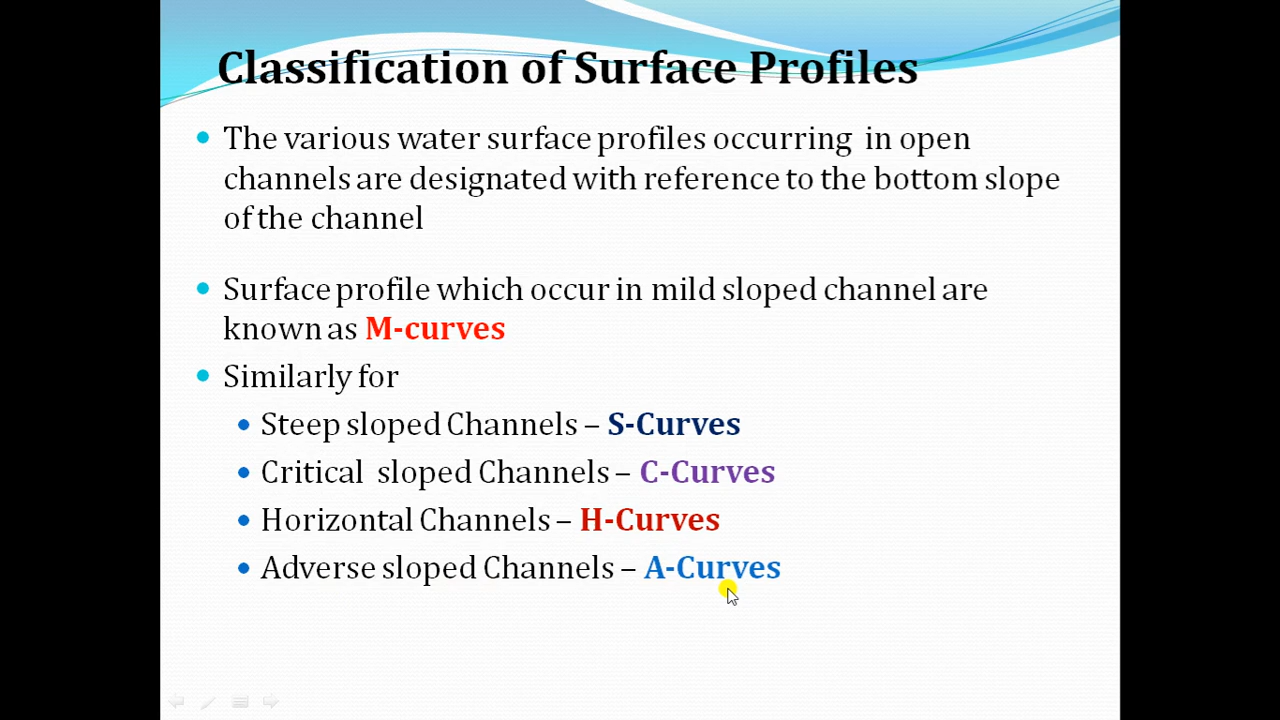 Classification of Surface Profiles
The various water surface profiles occurring in open
channels are designated with reference to the bottom slope
of the channel
Surface profile which occur in mild sloped channel are
known as M-curves
Similarly for
Steep sloped Channels – S-Curves
Critical sloped Channels – C-Curves
Horizontal Channels – H-Curves
Adverse sloped Channels – A-Curves